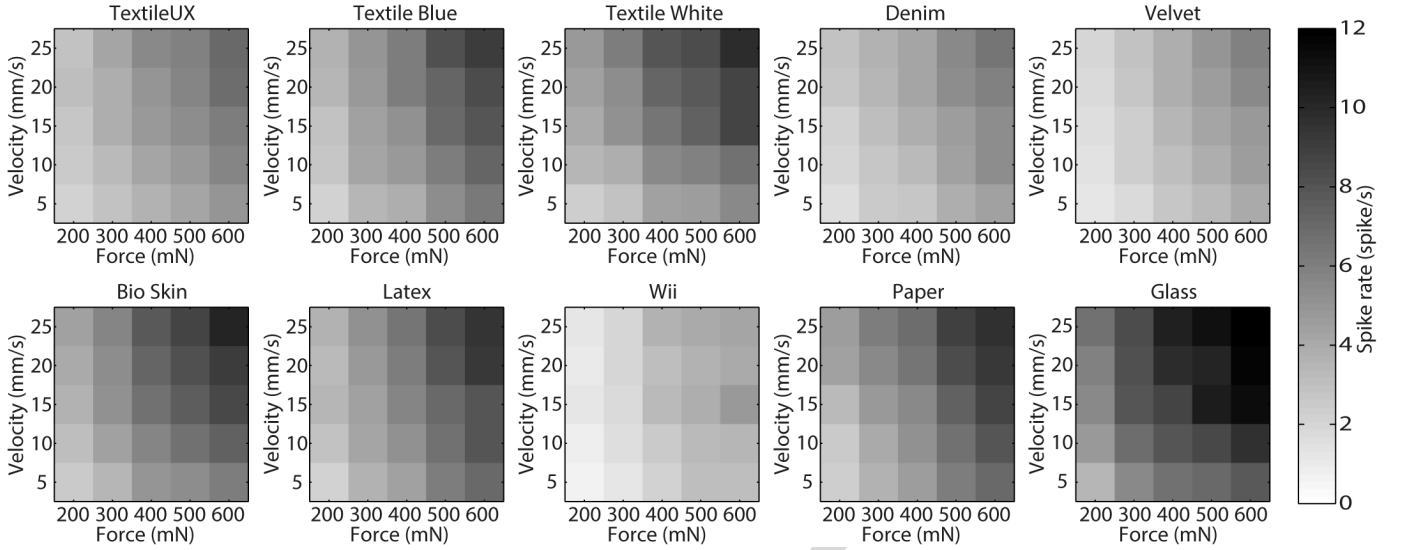 TextileUX Textile Blue Textile White Denim Velvet
25 20 15 10 5 Velocity (mm/s) 200 300 400 500 600 Force (mN)
25 20 15 10 5 Velocity (mm/s) 200 300 400 500 600 Force (mN)
25 20 15 10 5 Velocity (mm/s) 200 300 400 500 600 Force (mN)
25 20 15 10 5 Velocity (mm/s) 200 300 400 500 600 Force (mN)
25 20 15 10 5 Velocity (mm/s) 200 300 400 500 600 Force (mN)
12 10 8 6 4 2 0 Spike rate (spike/s)
Bio Skin Latex Wii Paper Glass
25 20 15 10 5 Velocity (mm/s) 200 300 400 500 600 Force (mN)
25 20 15 10 5 Velocity (mm/s) 200 300 400 500 600 Force (mN)
25 20 15 10 5 Velocity (mm/s) 200 300 400 500 600 Force (mN)
25 20 15 10 5 Velocity (mm/s) 200 300 400 500 600 Force (mN)
25 20 15 10 5 Velocity (mm/s) 200 300 400 500 600 Force (mN)